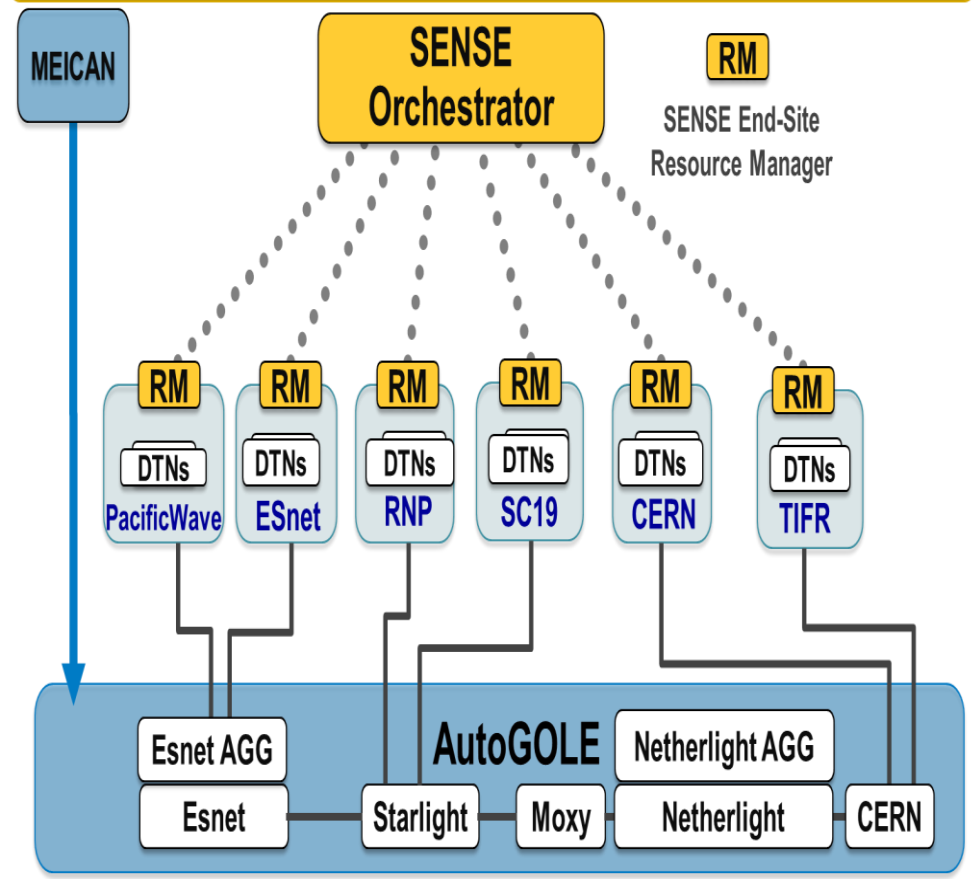 MEICAN
SENSE
Orchestrator
RM
SENSE End-Site
Resource Manager
RM
RM
RM
RM
RM
RM
DTNs
DTNs
DTNs
DTNs
DTNs
DTNs
PacificWave
ESnet
RNP
SC19
CERN
TIFR
Esnet AGG
AutoGOLE
Netherlight AGG
Esnet
Starlight
Moxy
Netherlight
CERN